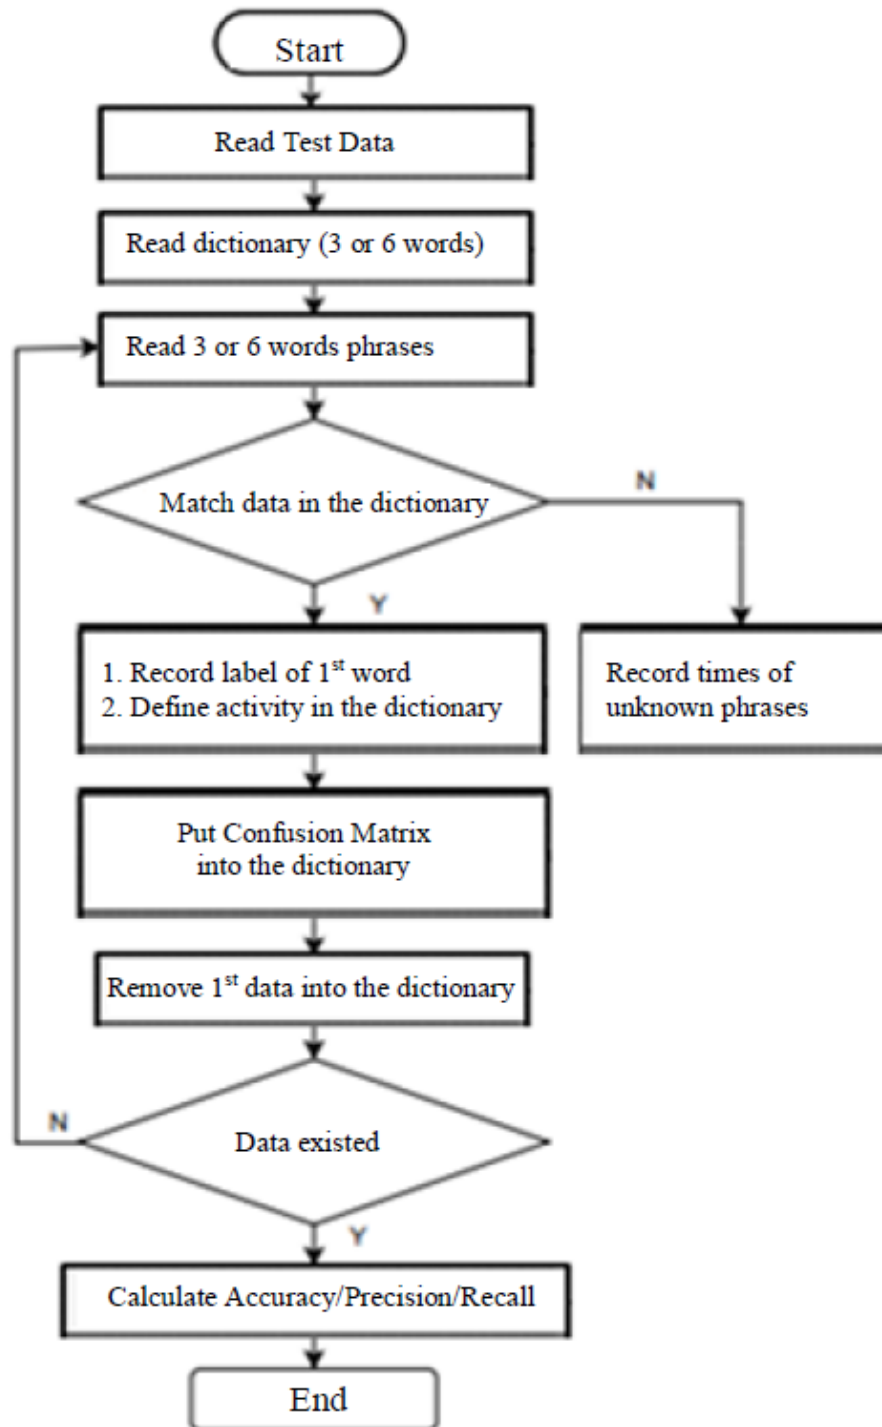 Start
Read Test Data
Read dictionary (3 or 6 words)
Read 3 or 6 words phrases
Match data in the dictionary
N
Y
1. Record label of 1st word
2. Define activity in the dictionary
Record times of
unknown phrases
Put Confusion Matrix
into the dictionary
Remove 1st data into the dictionary
N
Data existed
Y
Calculate Accuracy/Precision/Recall
End